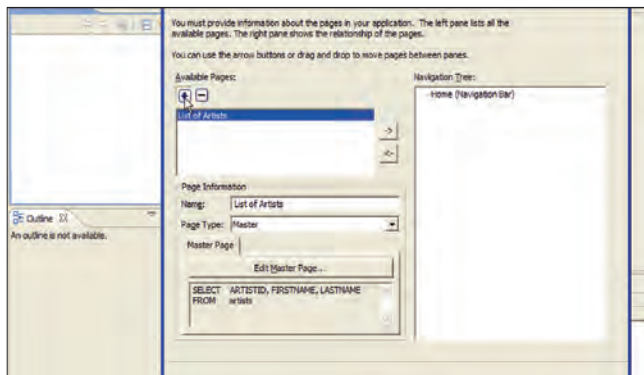 You must provide information about the pages in your application. The left pane lists all the
available pages. The right pane shows the relationship of the pages.
You can use the arrow buttons or drag and drop to move pages between panes.
Available Pages:
Navigation Tree:
Home (Navigation Bar)
List of Artists
->
<-
Page Information
Name: List of Artists
Page Type: Master
Master Page
Edit Master Page...
SELECT ARTISTID, FIRSTNAME, LASTNAME
FROM artists
Outline
An outline is not available.